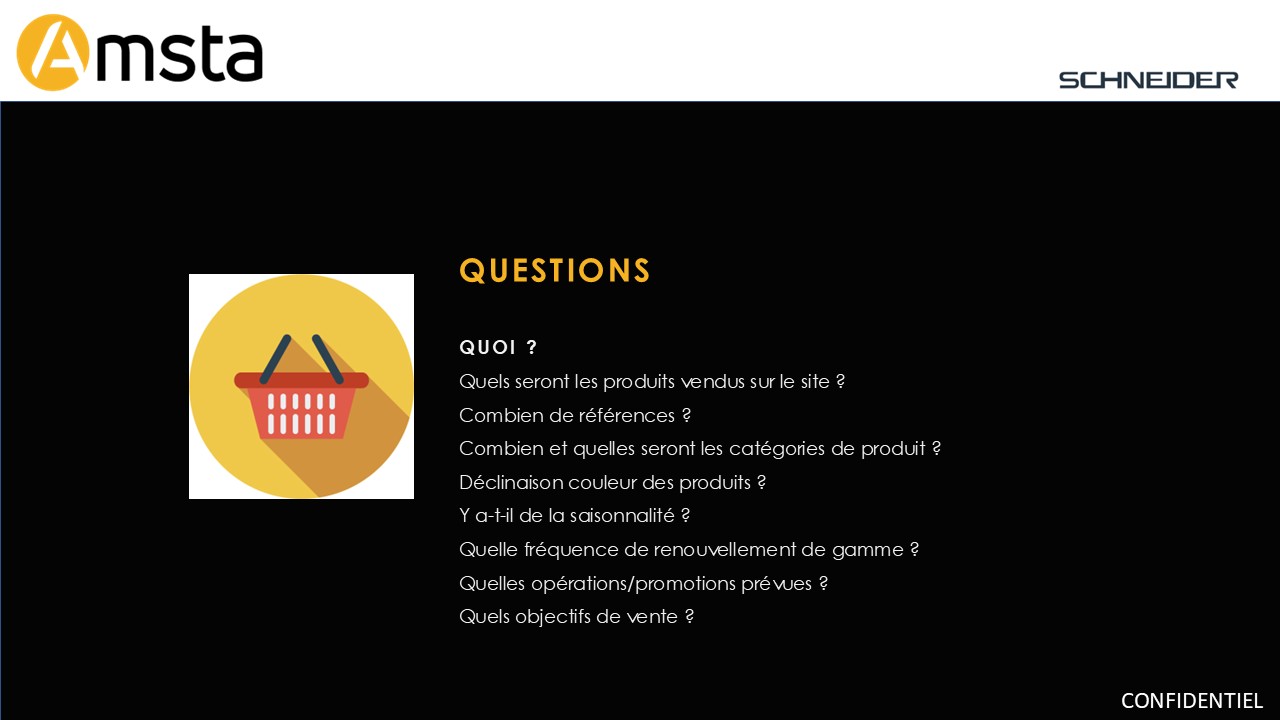 Amsta
SCHNEIDER
QUESTIONS
QUOI ?
Quels seront les produits vendus sur le site ?
Combien de références ?
Combien et quelles seront les catégories de produit ?
Déclinaison couleur des produits ?
Y a-t-il de la saisonnalité ?
Quelle fréquence de renouvellement de gamme ?
Quelles opérations/promotions prévues ?
Quels objectifs de vente ?
CONFIDENTIEL